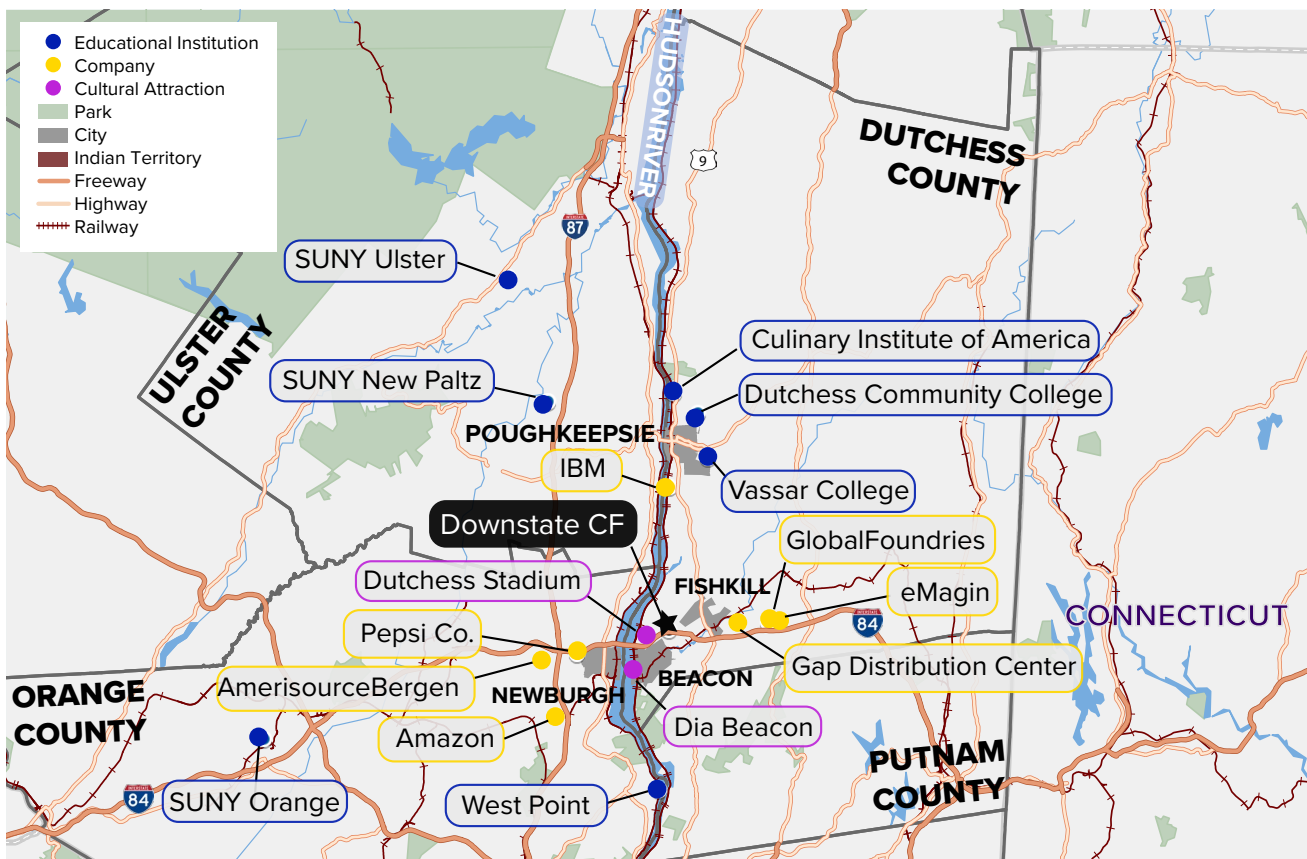 Educational Institution
Company
Cultural Attraction
Park
City
Indian Territory
Freeway
Highway
Railway
HUDSONRIVER
9
DUTCHESS
COUNTY
87
SUNY Ulster
ULSTER
COUNTY
Culinary Institute of America
SUNY New Paltz
Dutchess Community College
POUGHKEEPSIE
IBM
Vassar College
Downstate CF
GlobalFoundries
Dutchess Stadium
FISHKILL
eMagin
84
CONNECTICUT
Pepsi Co.
Gap Distribution Center
AmerisourceBergen
BEACON
NEWBURGH
ORANGE
COUNTY
Dia Beacon
Amazon
PUTNAM
COUNTY
84
SUNY Orange
West Point